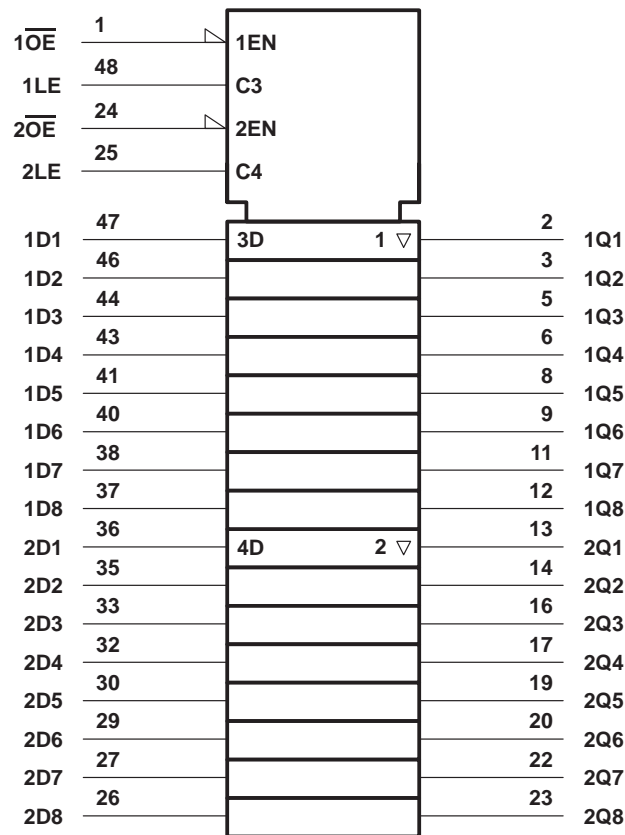 1O̅E̅ 1 1EN
1LE 48 C3
2O̅E̅ 24 2EN
2LE 25 C4
1D1 47 3D 1 ▽ 2 1Q1
1D2 46 3 1Q2
1D3 44 5 1Q3
1D4 43 6 1Q4
1D5 41 8 1Q5
1D6 40 9 1Q6
1D7 38 11 1Q7
1D8 37 12 1Q8
2D1 36 4D 2 ▽ 13 2Q1
2D2 35 14 2Q2
2D3 33 16 2Q3
2D4 32 17 2Q4
2D5 30 19 2Q5
2D6 29 20 2Q6
2D7 27 22 2Q7
2D8 26 23 2Q8